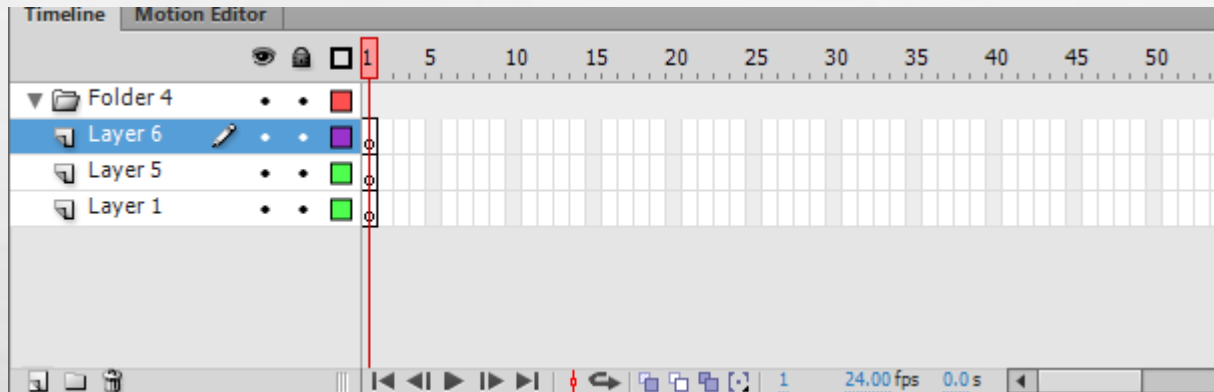 Timeline Motion Editor
1 5 10 15 20 25 30 35 40 45 50
Folder 4
Layer 6
Layer 5
Layer 1
1 24.00 fps 0.0 s